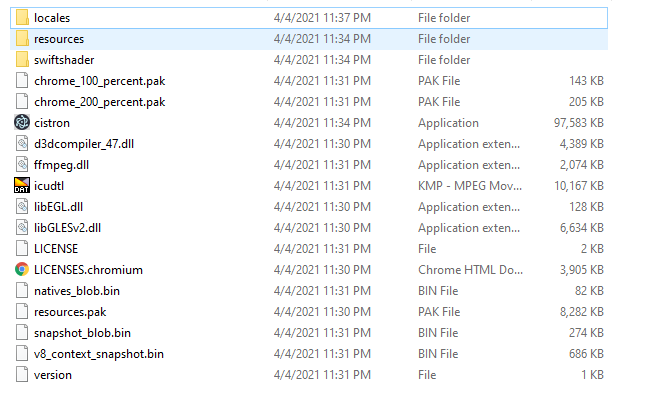 locales 4/4/2021 11:37 PM File folder
resources 4/4/2021 11:34 PM File folder
swiftshader 4/4/2021 11:34 PM File folder
chrome_100_percent.pak 4/4/2021 11:31 PM PAK File 143 KB
chrome_200_percent.pak 4/4/2021 11:31 PM PAK File 205 KB
cistron 4/4/2021 11:34 PM Application 97,583 KB
d3dcompiler_47.dll 4/4/2021 11:30 PM Application exten... 4,389 KB
ffmpeg.dll 4/4/2021 11:31 PM Application exten... 2,074 KB
DAT icudtl 4/4/2021 11:31 PM KMP - MPEG Mov... 10,167 KB
libEGL.dll 4/4/2021 11:30 PM Application exten... 128 KB
libGLESv2.dll 4/4/2021 11:30 PM Application exten... 6,634 KB
LICENSE 4/4/2021 11:31 PM File 2 KB
LICENSES.chromium 4/4/2021 11:30 PM Chrome HTML Do... 3,905 KB
natives_blob.bin 4/4/2021 11:31 PM BIN File 82 KB
resources.pak 4/4/2021 11:30 PM PAK File 8,282 KB
snapshot_blob.bin 4/4/2021 11:31 PM BIN File 274 KB
v8_context_snapshot.bin 4/4/2021 11:31 PM BIN File 686 KB
version 4/4/2021 11:31 PM File 1 KB